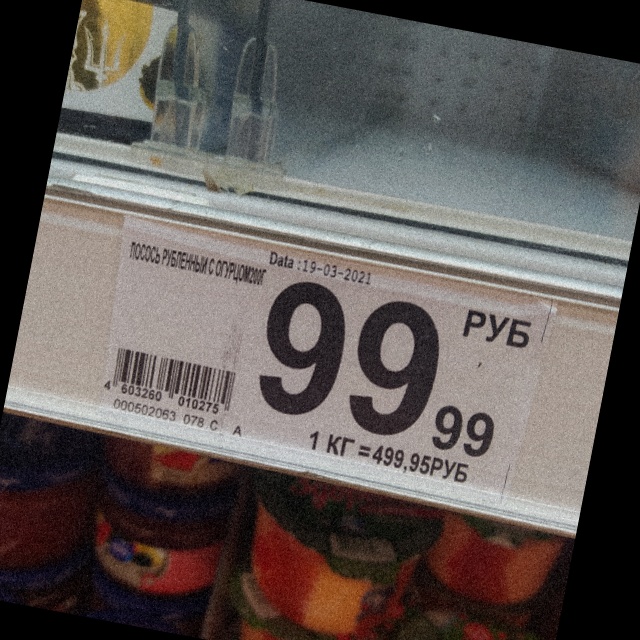 ЛОСОСЬ РУБЛЕННЫЙ С ОГУРЦОМ200Г
Data :19-03-2021
99 99 РУБ
4 603260 010275
000502063 078 C A
1 КГ =499,95РУБ